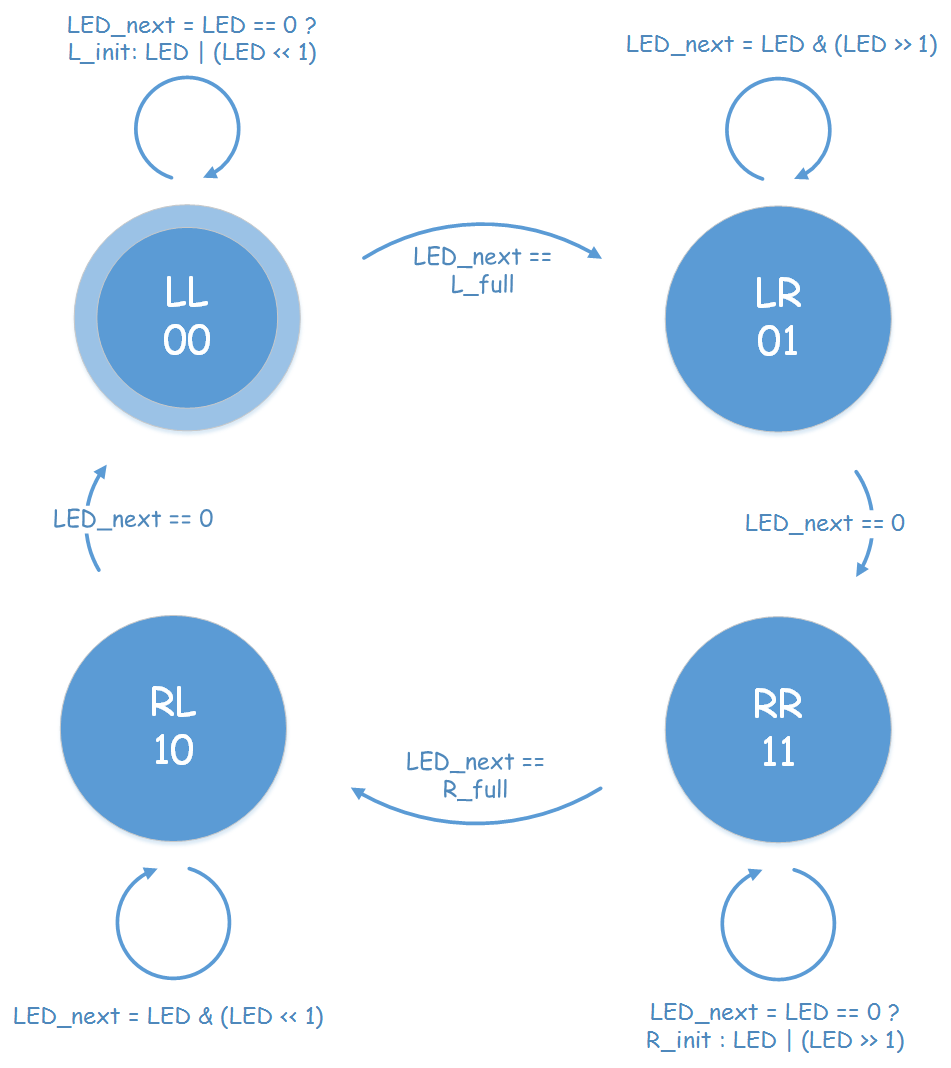 LED_next = LED == 0 ?
L_init: LED | (LED << 1)
LED_next = LED & (LED >> 1)
LL
00
LED_next ==
L_full
LR
01
LED_next == 0
LED_next == 0
RL
10
LED_next ==
R_full
RR
11
LED_next = LED & (LED << 1)
LED_next = LED == 0 ?
R_init : LED | (LED >> 1)